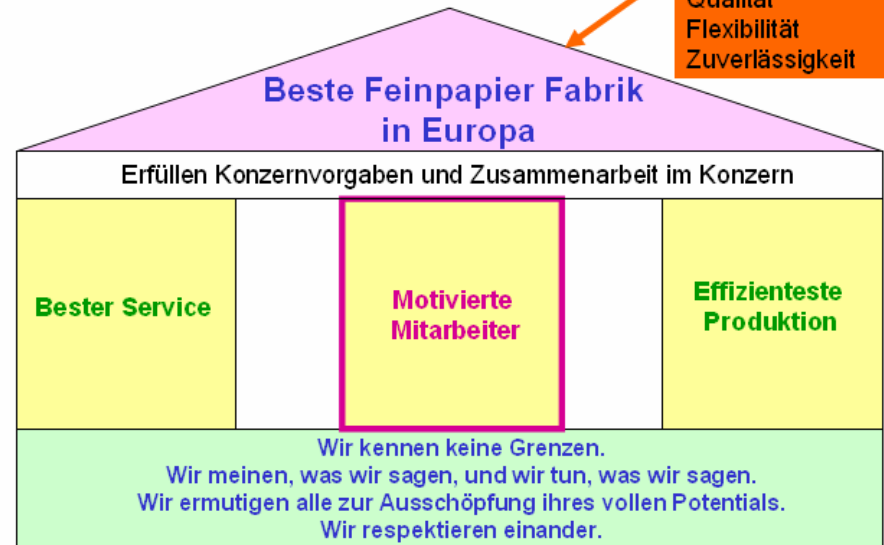 Qualität
Flexibilität
Zuverlässigkeit
Beste Feinpapier Fabrik
in Europa
Erfüllen Konzernvorgaben und Zusammenarbeit im Konzern
Bester Service
Motivierte
Mitarbeiter
Effizienteste
Produktion
Wir kennen keine Grenzen.
Wir meinen, was wir sagen, und wir tun, was wir sagen.
Wir ermutigen alle zur Ausschöpfung ihres vollen Potentials.
Wir respektieren einander.